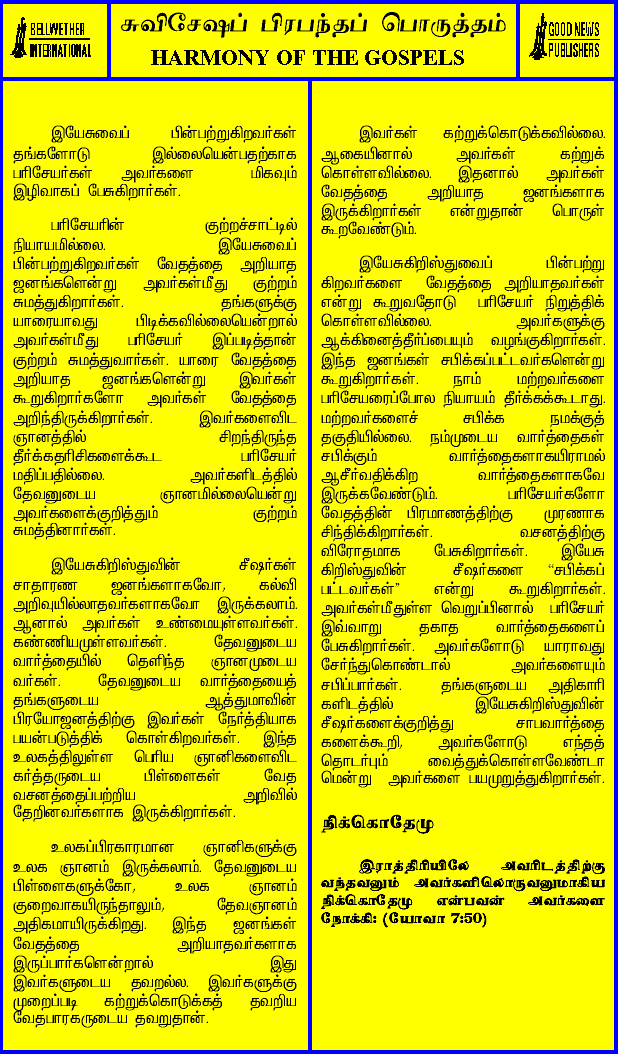 BELLWETHER
INTERNATIONAL
சுவிசேஷப் பிரபந்தப் பொருத்தம்
HARMONY OF THE GOSPELS
GOOD NEWS
PUBLISHERS
இயேசுவைப் பின்பற்றுகிறவர்கள்
தங்களோடு இல்லையென்பதற்காக
பரிசேயர்கள் அவர்களை மிகவும்
இழிவாகப் பேசுகிறார்கள்.
பரிசேயரின் குற்றச்சாட்டில்
நியாயமில்லை. இயேசுவைப்
பின்பற்றுகிறவர்கள் வேதத்தை அறியாத
ஜனங்களென்று அவர்கள்மீது குற்றம்
சுமத்துகிறார்கள். தங்களுக்கு
யாரையாவது பிடிக்கவில்லையென்றால்
அவர்கள்மீது பரிசேயர் இப்படித்தான்
குற்றம் சுமத்துவார்கள். யாரை வேதத்தை
அறியாத ஜனங்களென்று இவர்கள்
கூறுகிறார்களோ அவர்கள் வேதத்தை
அறிந்திருக்கிறார்கள். இவர்களைவிட
ஞானத்தில் சிறந்திருந்த
தீர்க்கதரிசிகளைக்கூட பரிசேயர்
மதிப்பதில்லை. அவர்களிடத்தில்
தேவனுடைய ஞானமில்லையென்று
அவர்களைக்குறித்தும் குற்றம்
சுமத்தினார்கள்.
இயேசுகிறிஸ்துவின் சீஷர்கள்
சாதாரண ஜனங்களாகவோ, கல்வி
அறிவுயில்லாதவர்களாகவோ இருக்கலாம்.
ஆனால் அவர்கள் உண்மையுள்ளவர்கள்.
கண்ணியமுள்ளவர்கள். தேவனுடைய
வார்த்தையில் தெளிந்த ஞானமுடைய
வர்கள். தேவனுடைய வார்த்தையைத்
தங்களுடைய ஆத்துமாவின்
பிரயோஜனத்திற்கு இவர்கள் நேர்த்தியாக
பயன்படுத்திக் கொள்கிறவர்கள். இந்த
உலகத்திலுள்ள பெரிய ஞானிகளைவிட
கர்த்தருடைய பிள்ளைகள் வேத
வசனத்தைப்பற்றிய அறிவில்
தேறினவர்களாக இருக்கிறார்கள்.
உலகப்பிரகாரமான ஞானிகளுக்கு
உலக ஞானம் இருக்கலாம். தேவனுடைய
பிள்ளைகளுக்கோ, உலக ஞானம்
குறைவாகயிருந்தாலும், தேவஞானம்
அதிகமாயிருக்கிறது. இந்த ஜனங்கள்
வேதத்தை அறியாதவர்களாக
இருப்பார்களென்றால் இது
இவர்களுடைய தவறல்ல. இவர்களுக்கு
முறைப்படி கற்றுக்கொடுக்கத் தவறிய
வேதபாரகருடைய தவறுதான்.
இவர்கள் கற்றுக்கொடுக்கவில்லை.
ஆகையினால் அவர்கள் கற்றுக்
கொள்ளவில்லை. இதனால் அவர்கள்
வேதத்தை அறியாத ஜனங்களாக
இருக்கிறார்கள் என்றுதான் பொருள்
கூறவேண்டும்.
இயேசுகிறிஸ்துவைப் பின்பற்று
கிறவர்களை வேதத்தை அறியாதவர்கள்
என்று கூறுவதோடு பரிசேயர் நிறுத்திக்
கொள்ளவில்லை. அவர்களுக்கு
ஆக்கினைத்தீர்ப்பையும் வழங்குகிறார்கள்.
இந்த ஜனங்கள் சபிக்கப்பட்டவர்களென்று
கூறுகிறார்கள். நாம் மற்றவர்களை
பரிசேயரைப்போல நியாயம் தீர்க்கக்கூடாது.
மற்றவர்களைச் சபிக்க நமக்குத்
தகுதியில்லை. நம்முடைய வார்த்தைகள்
சபிக்கும் வார்த்தைகளாகயிராமல்
ஆசீர்வதிக்கிற வார்த்தைகளாகவே
இருக்கவேண்டும். பரிசேயர்களோ
வேதத்தின் பிரமாணத்திற்கு முரணாக
சிந்திக்கிறார்கள். வசனத்திற்கு
விரோதமாக பேசுகிறார்கள். இயேசு
கிறிஸ்துவின் சீஷர்களை “சபிக்கப்
பட்டவர்கள்” என்று கூறுகிறார்கள்.
அவர்கள்மீதுள்ள வெறுப்பினால் பரிசேயர்
இவ்வாறு தகாத வார்த்தைகளைப்
பேசுகிறார்கள். அவர்களோடு யாராவது
சேர்ந்துகொண்டால் அவர்களையும்
சபிப்பார்கள். தங்களுடைய அதிகாரி
களிடத்தில் இயேசுகிறிஸ்துவின்
சீஷர்களைக்குறித்து சாபவார்த்தை
களைக்கூறி, அவர்களோடு எந்தத்
தொடர்பும் வைத்துக்கொள்ளவேண்டா
மென்று அவர்களை பயமுறுத்துகிறார்கள்.
நிக்கொதேமு
இராத்திரியிலே அவரிடத்திற்கு
வந்தவனும் அவர்களிலொருவனுமாகிய
நிக்கொதேமு என்பவன் அவர்களை
நோக்கி: (யோவா 7:50)